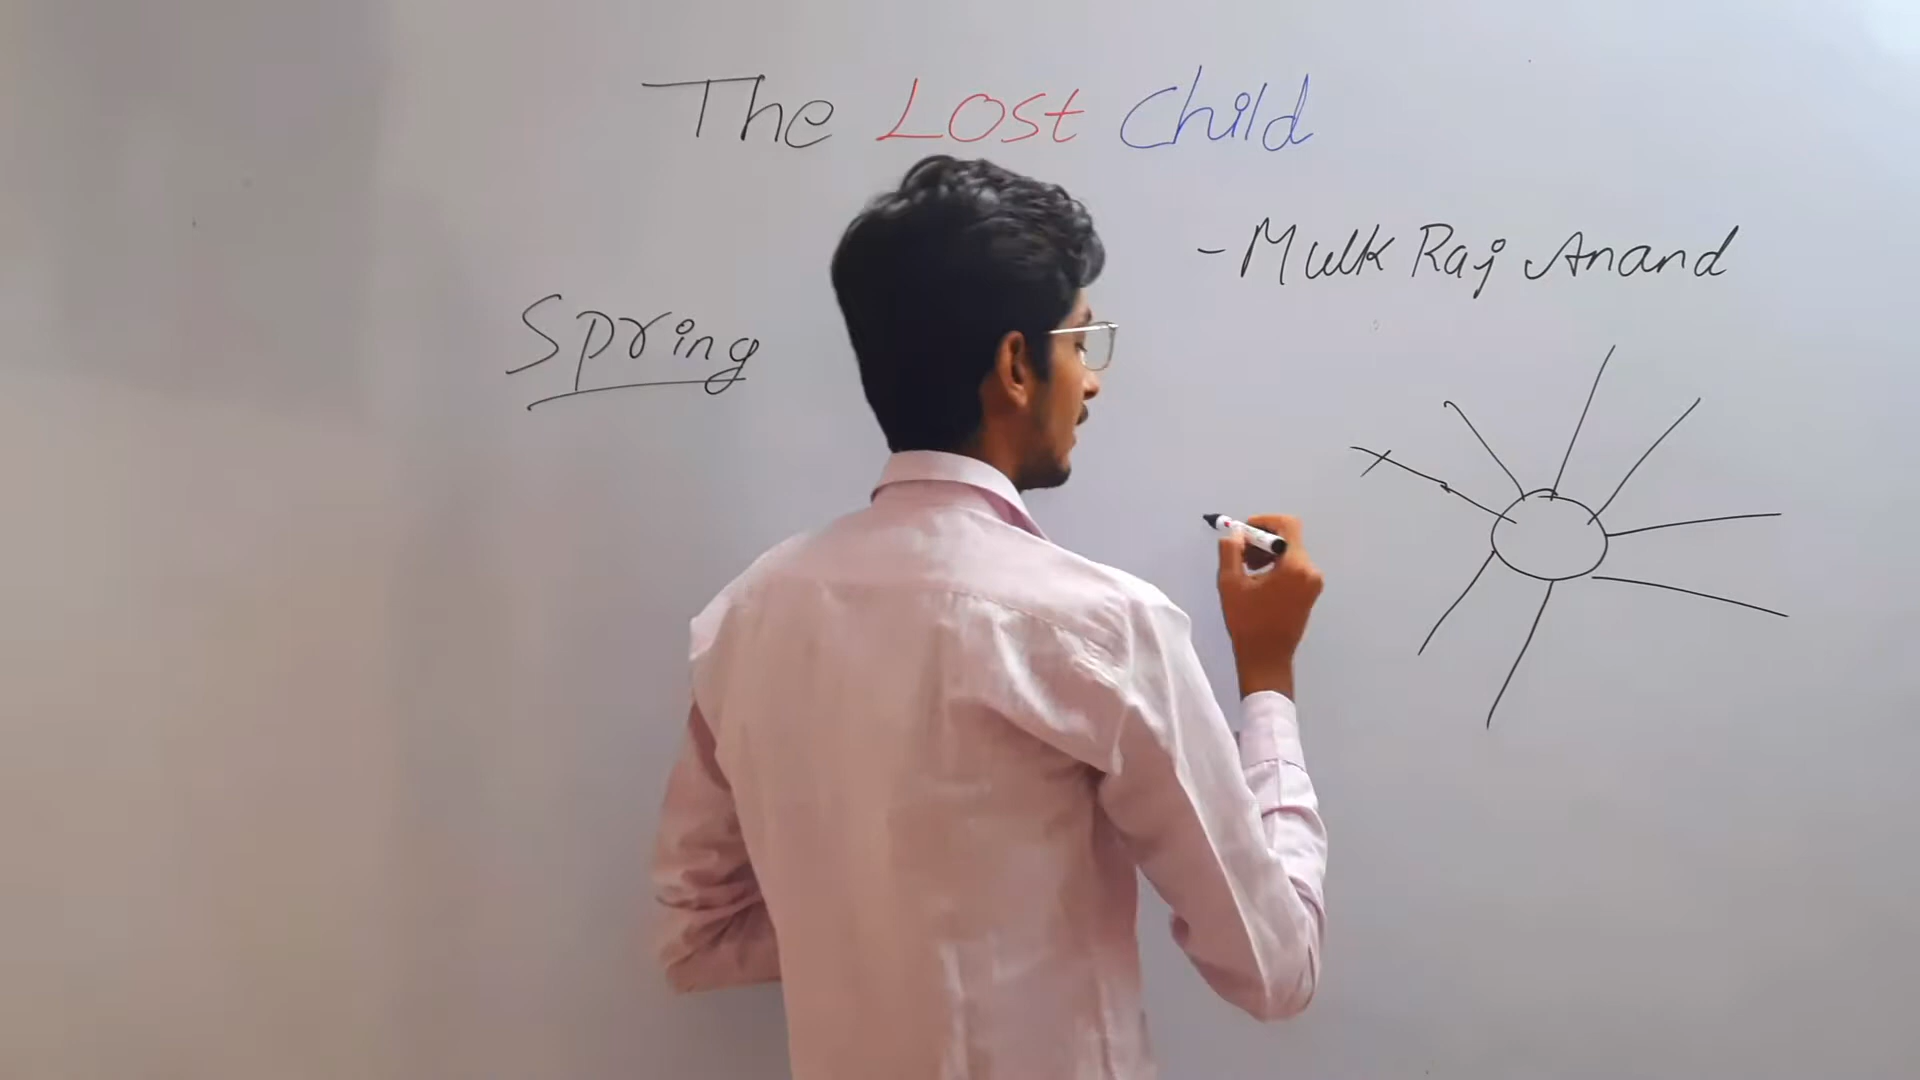 The Lost Child
- Mulk Raj Anand
Spring